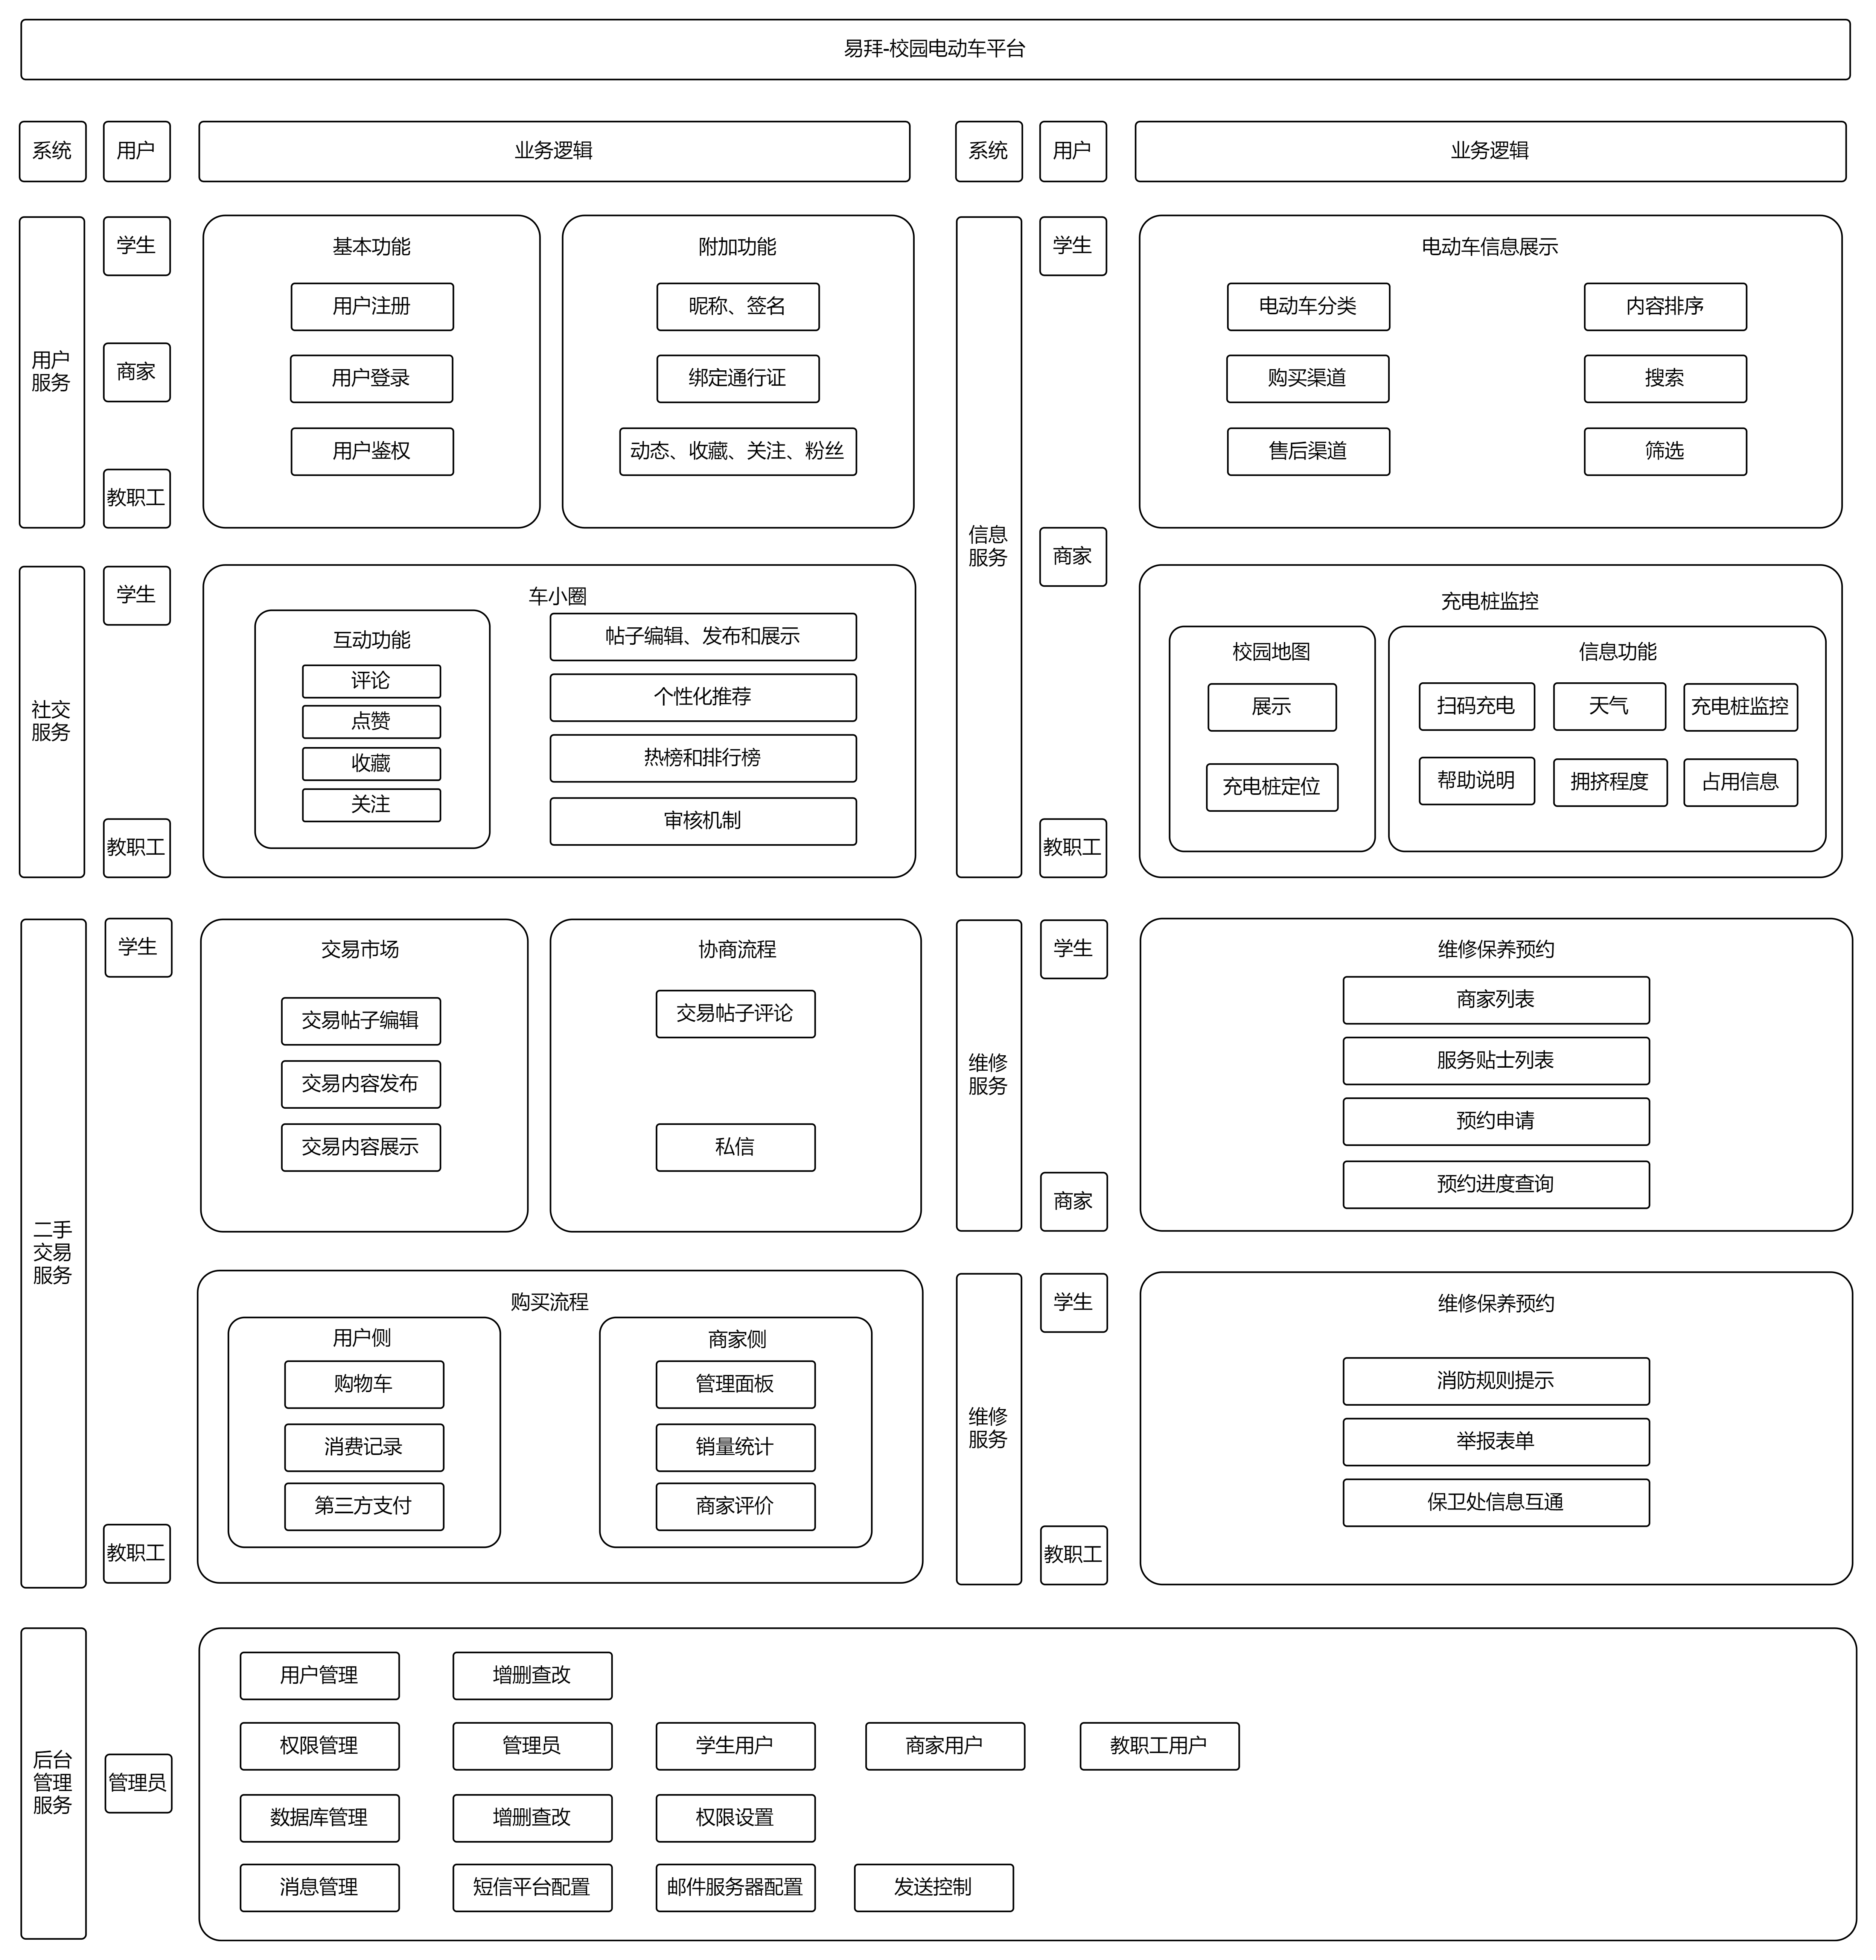 易拜-校园电动车平台
系统
用户
业务逻辑
系统
用户
业务逻辑
用户
服务
学生
商家
教职工
基本功能
用户注册
用户登录
用户鉴权
附加功能
昵称、签名
绑定通行证
动态、收藏、关注、粉丝
社交
服务
学生
教职工
车小圈
互动功能
评论
点赞
收藏
关注
帖子编辑、发布和展示
个性化推荐
热榜和排行榜
审核机制
信息
服务
学生
商家
教职工
电动车信息展示
电动车分类
内容排序
购买渠道
搜索
售后渠道
筛选
充电桩监控
校园地图
展示
充电桩定位
信息功能
扫码充电
天气
充电桩监控
帮助说明
拥挤程度
占用信息
二手
交易
服务
学生
教职工
交易市场
交易帖子编辑
交易内容发布
交易内容展示
协商流程
交易帖子评论
私信
购买流程
用户侧
购物车
消费记录
第三方支付
商家侧
管理面板
销量统计
商家评价
维修
服务
学生
商家
维修保养预约
商家列表
服务贴士列表
预约申请
预约进度查询
维修
服务
学生
教职工
维修保养预约
消防规则提示
举报表单
保卫处信息互通
后台
管理
服务
管理员
用户管理
增删查改
权限管理
管理员
学生用户
商家用户
教职工用户
数据库管理
增删查改
权限设置
消息管理
短信平台配置
邮件服务器配置
发送控制